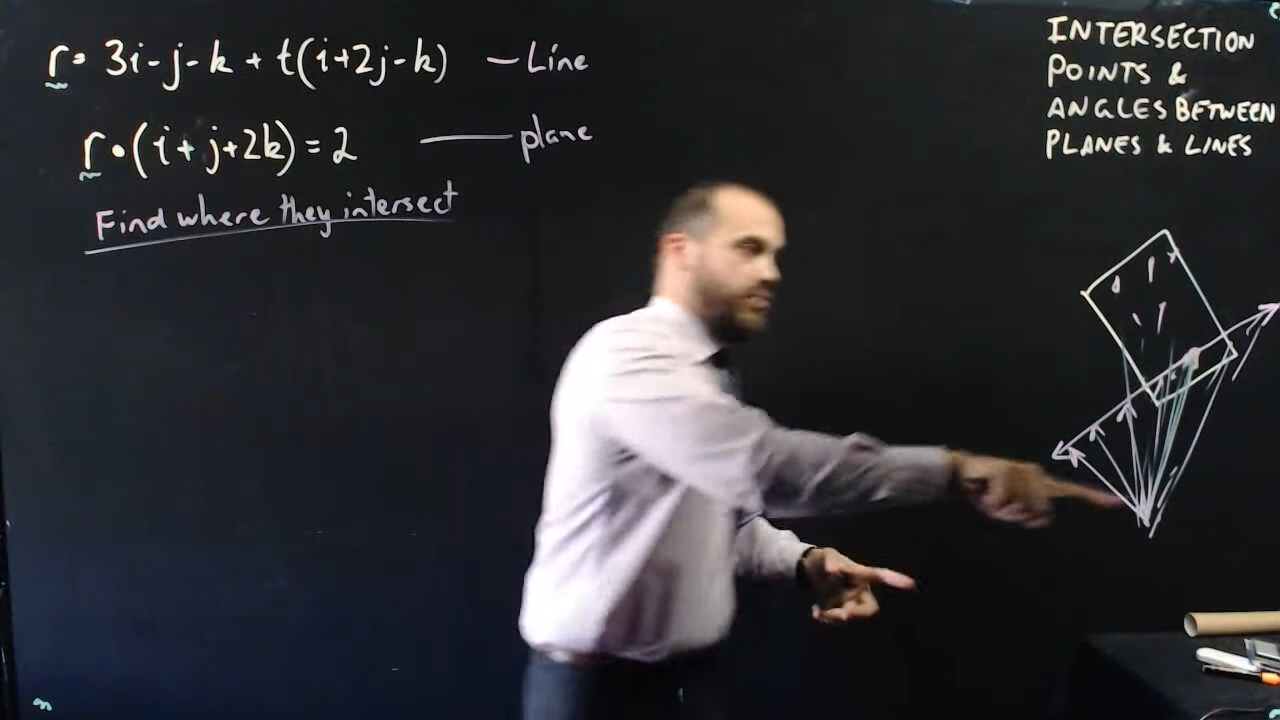 r = 3i - j - k + t(i+2j-k) — Line
r•(i+j+2k) = 2 — plane
Find where they intersect
INTERSECTION
POINTS &
ANGLES BETWEEN
PLANES & LINES